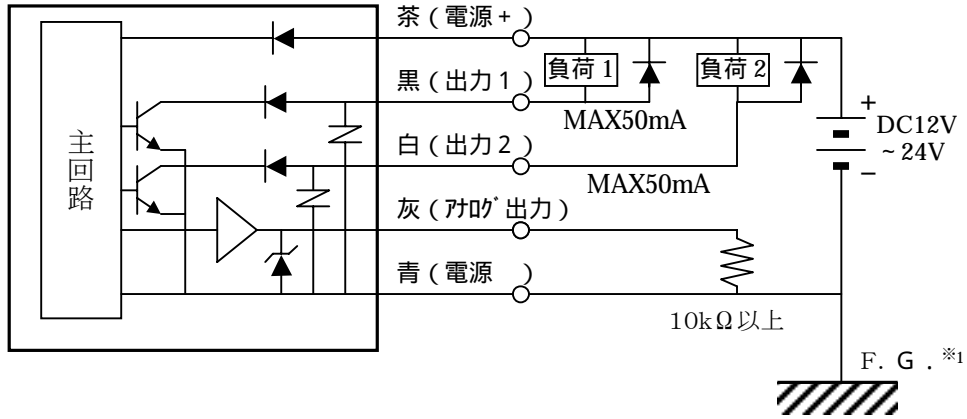 茶（電源+）
黒（出力1）
負荷1
負荷2
MAX50mA
白（出力2）
MAX50mA
+
DC12V
~24V
−
主回路
灰（ｱﾅﾛｸﾞ出力）
青（電源　）
10kΩ以上
F.G.※1